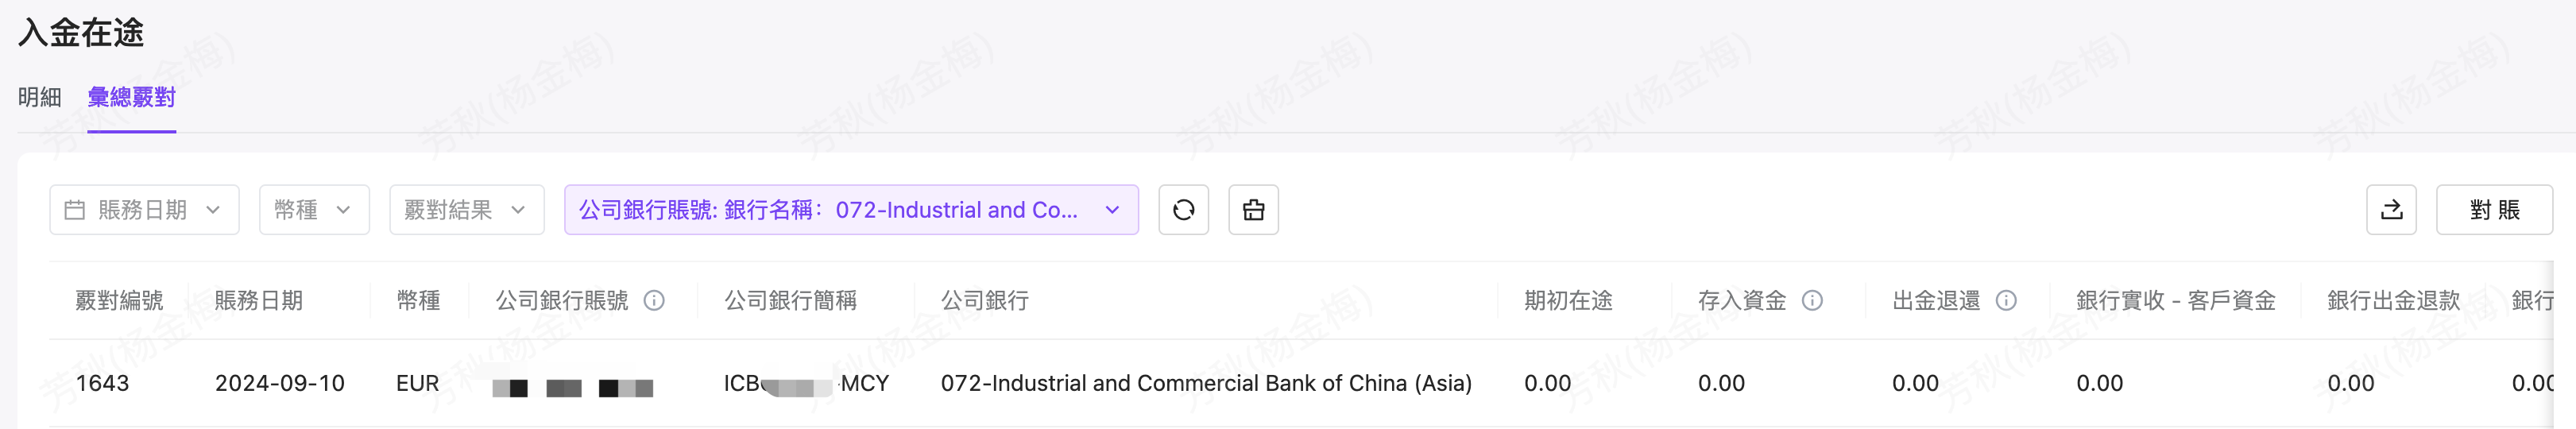 入金在途
明細 彙總覈對
賬務日期 幣種 覈對結果 公司銀行賬號: 銀行名稱：072-Industrial and Co... 對 賬
覈對編號 賬務日期 幣種 公司銀行賬號 公司銀行簡稱 公司銀行 期初在途 存入資金 出金退還 銀行實收 - 客戶資金 銀行出金退款 銀行
1643 2024-09-10 EUR ICB -MCY 072-Industrial and Commercial Bank of China (Asia) 0.00 0.00 0.00 0.00 0.00 0.00
芳秋(杨金梅)